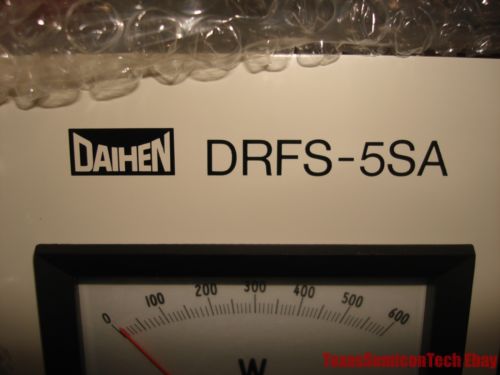 DAIHEN DRFS-5SA
0 100 200 300 400 500 600
W
TexasSemiconTech Ebay